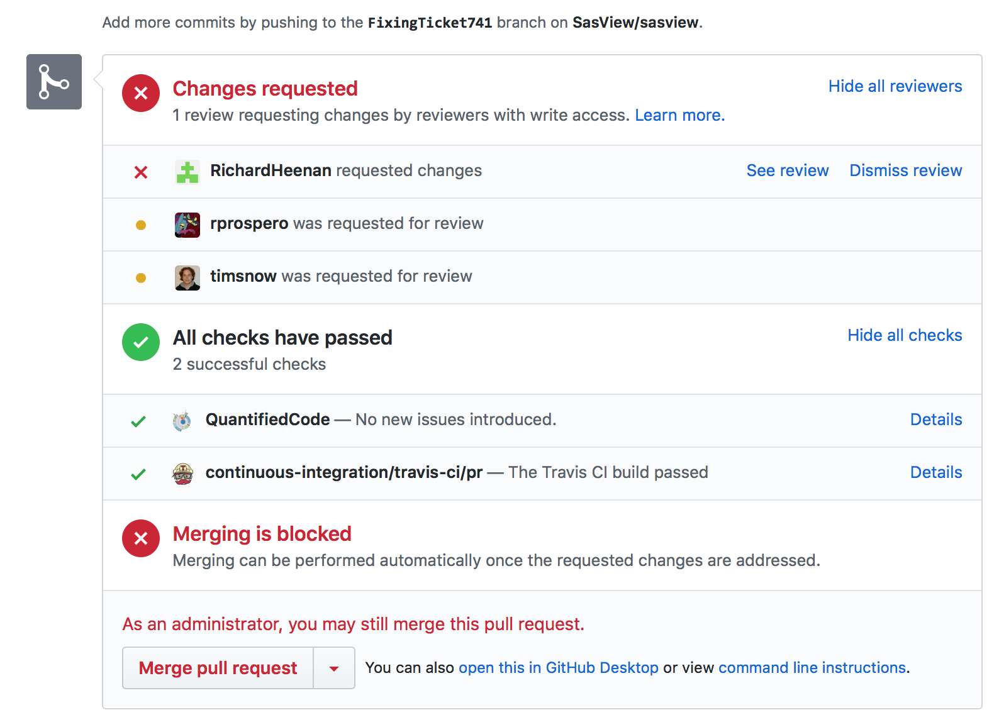 Add more commits by pushing to the FixingTicket741 branch on SasView/sasview.
Changes requested
Hide all reviewers
1 review requesting changes by reviewers with write access. Learn more.
RichardHeenan requested changes
See review
Dismiss review
rprospero was requested for review
timsnow was requested for review
All checks have passed
Hide all checks
2 successful checks
QuantifiedCode — No new issues introduced.
Details
continuous-integration/travis-ci/pr — The Travis CI build passed
Details
Merging is blocked
Merging can be performed automatically once the requested changes are addressed.
As an administrator, you may still merge this pull request.
Merge pull request
You can also open this in GitHub Desktop or view command line instructions.